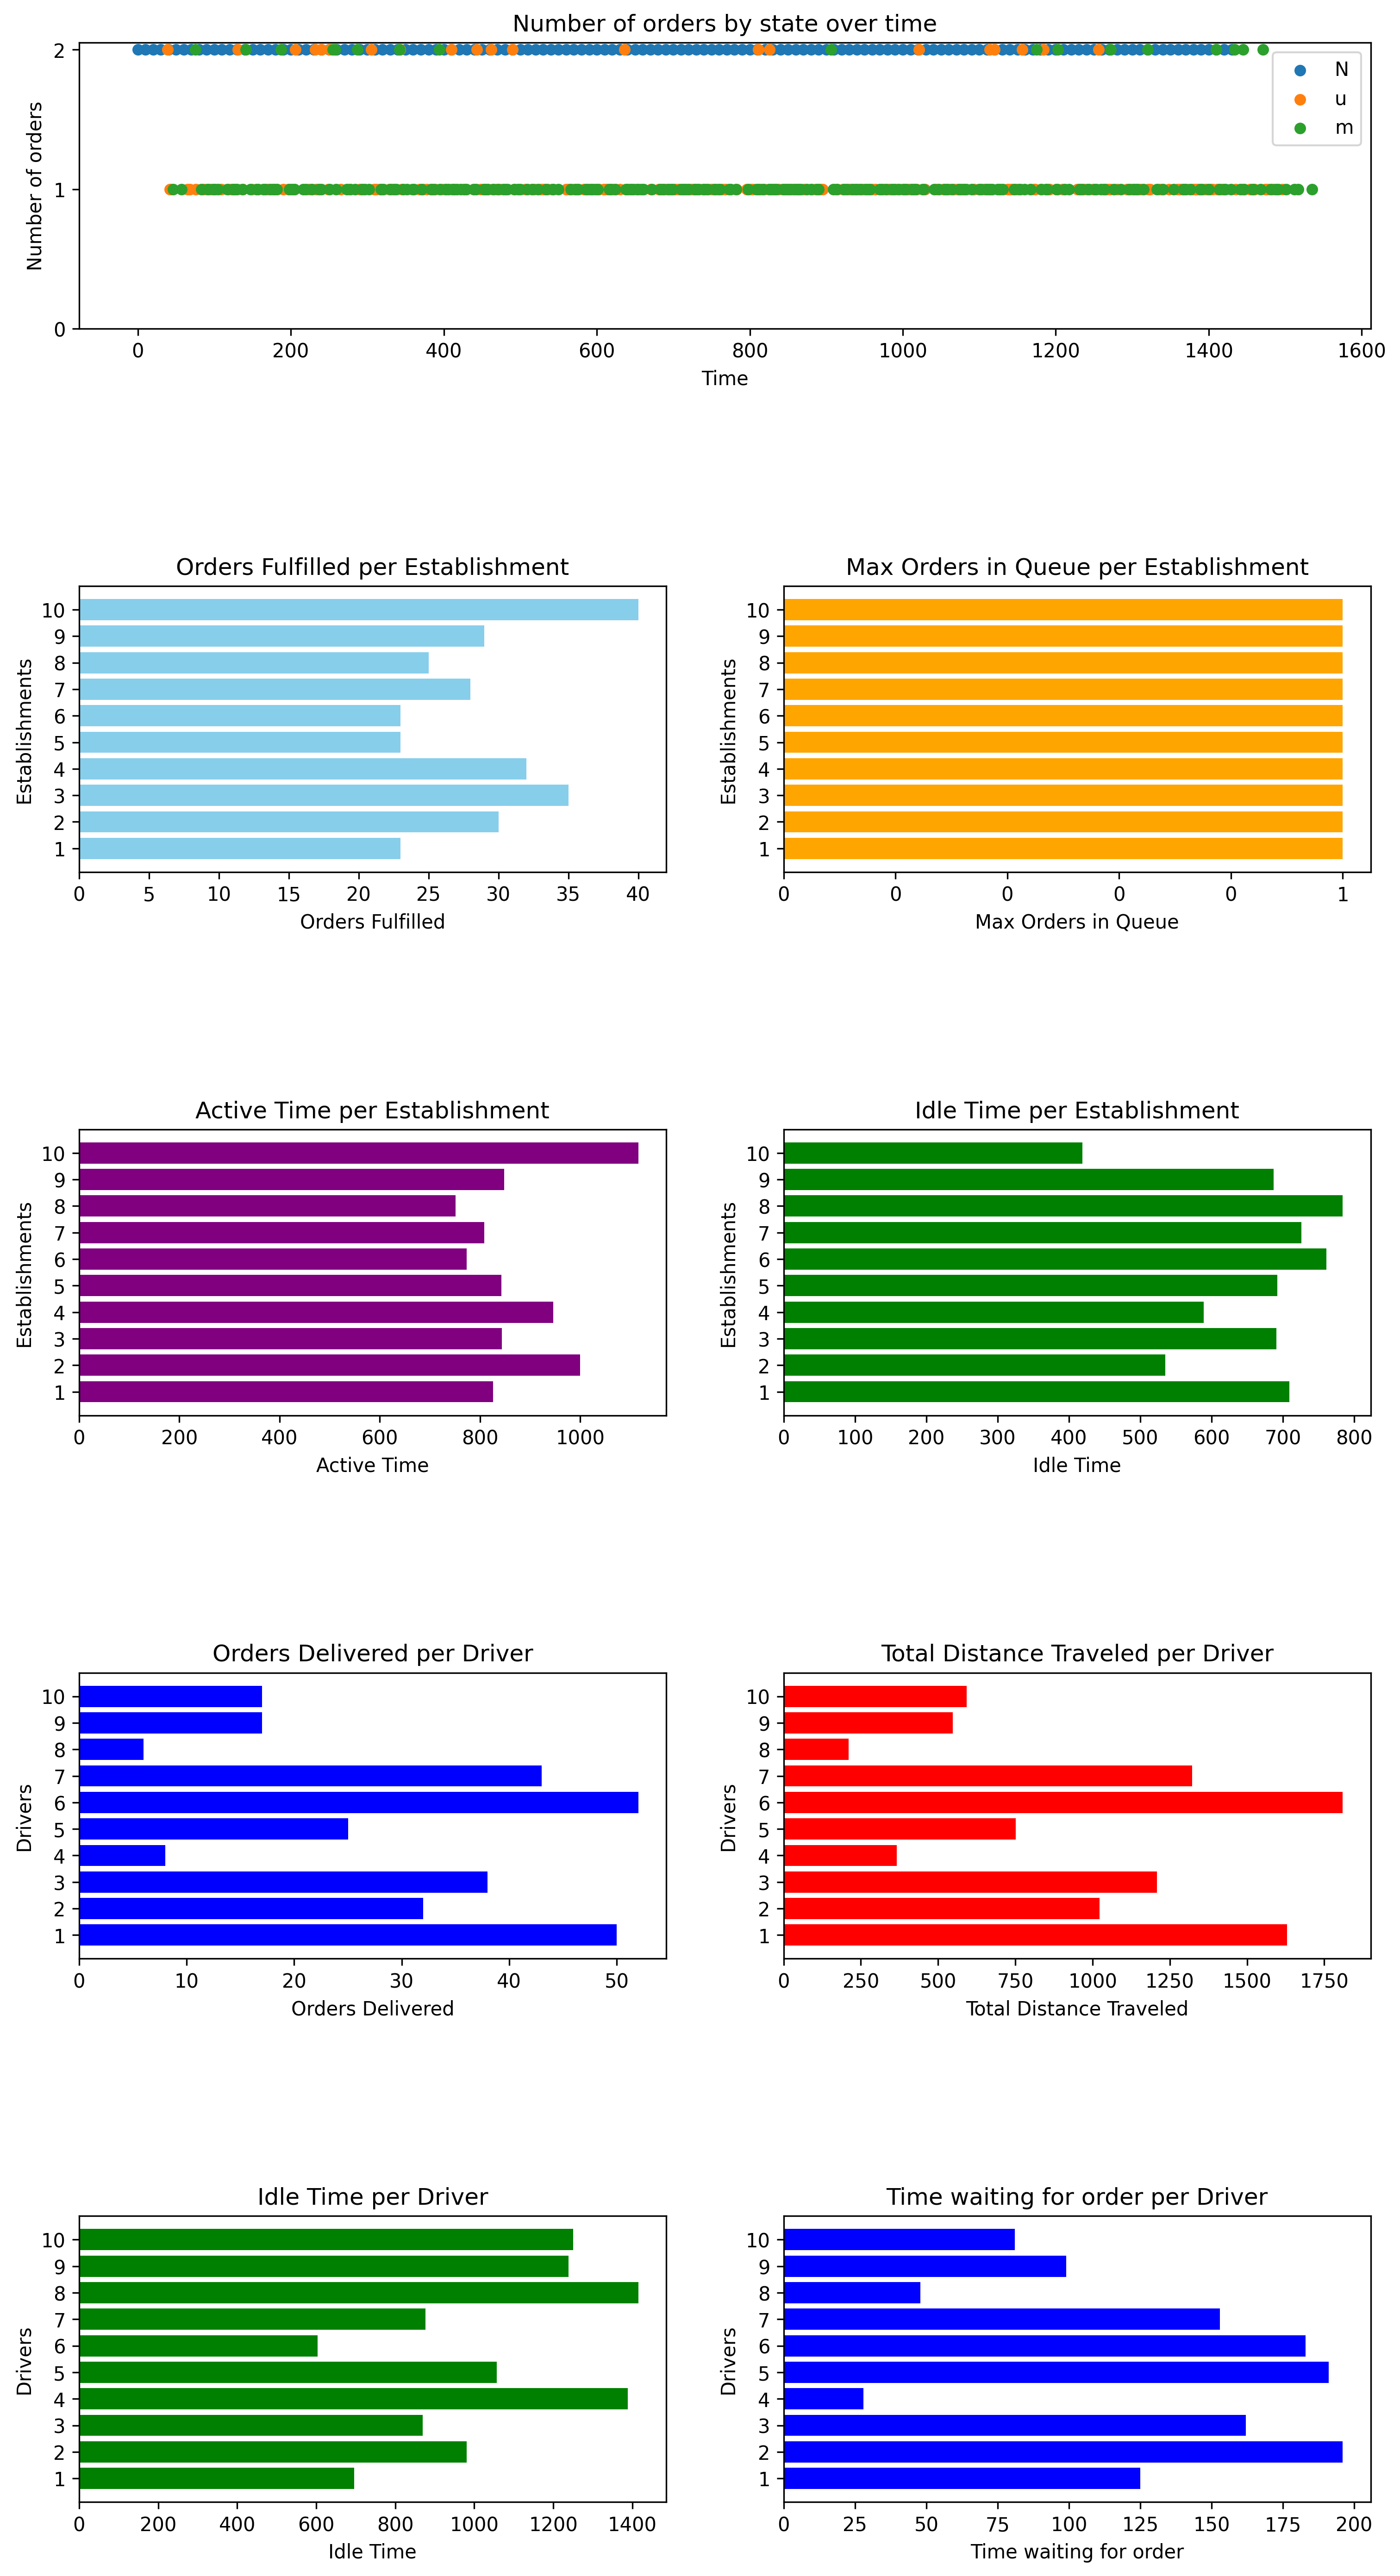 Number of orders by state over time
Number of orders
2
1
0
N
u
m
0 200 400 600 800 1000 1200 1400 1600
Time
Orders Fulfilled per Establishment
Establishments
10
9
8
7
6
5
4
3
2
1
0 5 10 15 20 25 30 35 40
Orders Fulfilled
Max Orders in Queue per Establishment
Establishments
10
9
8
7
6
5
4
3
2
1
0 0 0 0 0 1
Max Orders in Queue
Active Time per Establishment
Establishments
10
9
8
7
6
5
4
3
2
1
0 200 400 600 800 1000
Active Time
Idle Time per Establishment
Establishments
10
9
8
7
6
5
4
3
2
1
0 100 200 300 400 500 600 700 800
Idle Time
Orders Delivered per Driver
Drivers
10
9
8
7
6
5
4
3
2
1
0 10 20 30 40 50
Orders Delivered
Total Distance Traveled per Driver
Drivers
10
9
8
7
6
5
4
3
2
1
0 250 500 750 1000 1250 1500 1750
Total Distance Traveled
Idle Time per Driver
Drivers
10
9
8
7
6
5
4
3
2
1
0 200 400 600 800 1000 1200 1400
Idle Time
Time waiting for order per Driver
Drivers
10
9
8
7
6
5
4
3
2
1
0 25 50 75 100 125 150 175 200
Time waiting for order